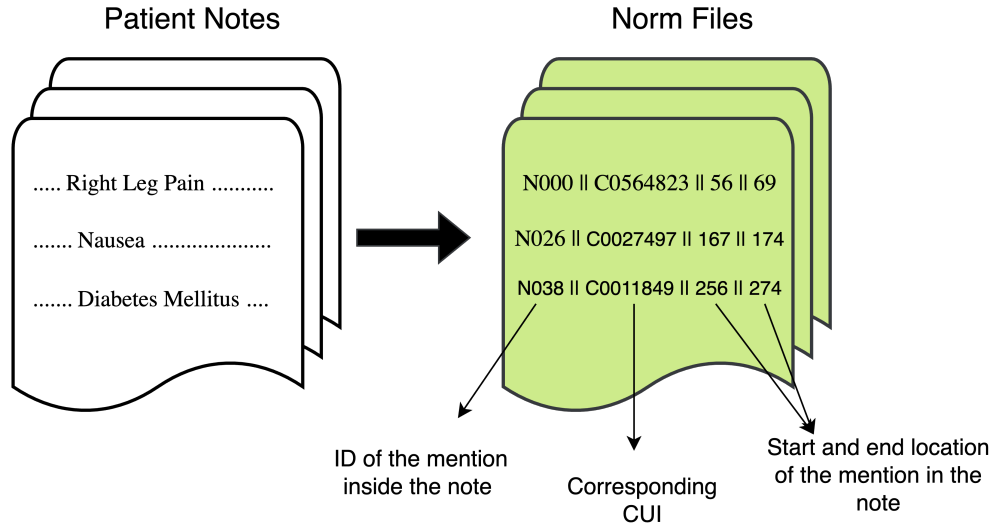 Patient Notes
Norm Files
..... Right Leg Pain ...........
....... Nausea .....................
....... Diabetes Mellitus ....
N000 || C0564823 || 56 || 69
N026 || C0027497 || 167 || 174
N038 || C0011849 || 256 || 274
ID of the mention
inside the note
Corresponding
CUI
Start and end location
of the mention in the
note